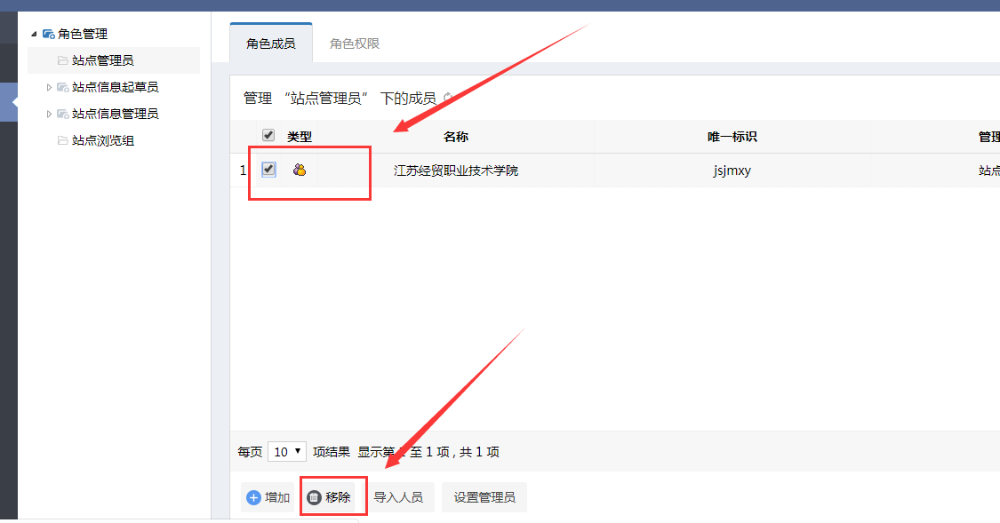 角色管理
站点管理员
站点信息起草员
站点信息管理员
站点浏览组
角色成员 角色权限
管理 “站点管理员” 下的成员
类型 名称 唯一标识 管理
1 江苏经贸职业技术学院 jsjmxy 站点
每页 10 项结果 显示第 至 1 项 , 共 1 项
增加 移除 导入人员 设置管理员